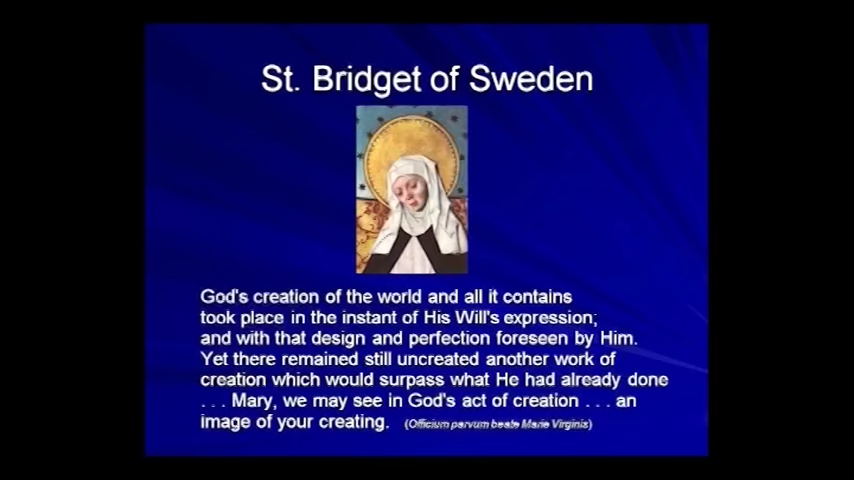 St. Bridget of Sweden
God's creation of the world and all it contains
took place in the instant of His Will's expression;
and with that design and perfection foreseen by Him.
Yet there remained still uncreated another work of
creation which would surpass what He had already done
. . . Mary, we may see in God's act of creation . . . an
image of your creating. (Officium parvum beate Marie Virginis)